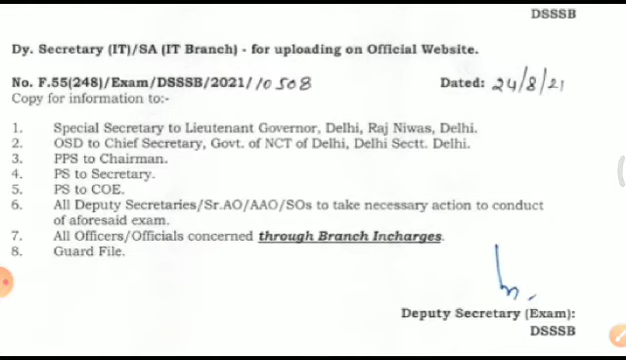 DSSSB
Dy. Secretary (IT)/SA (IT Branch) - for uploading on Official Website.
No. F.55(248)/Exam/DSSSB/2021/10508 Dated: 24/8/21
Copy for information to:-
1. Special Secretary to Lieutenant Governor, Delhi, Raj Niwas, Delhi.
2. OSD to Chief Secretary, Govt. of NCT of Delhi, Delhi Sectt. Delhi.
3. PPS to Chairman.
4. PS to Secretary.
5. PS to COE.
6. All Deputy Secretaries/Sr.AO/AAO/SOs to take necessary action to conduct
of aforesaid exam.
7. All Officers/Officials concerned through Branch Incharges.
8. Guard File.
Deputy Secretary (Exam):
DSSSB